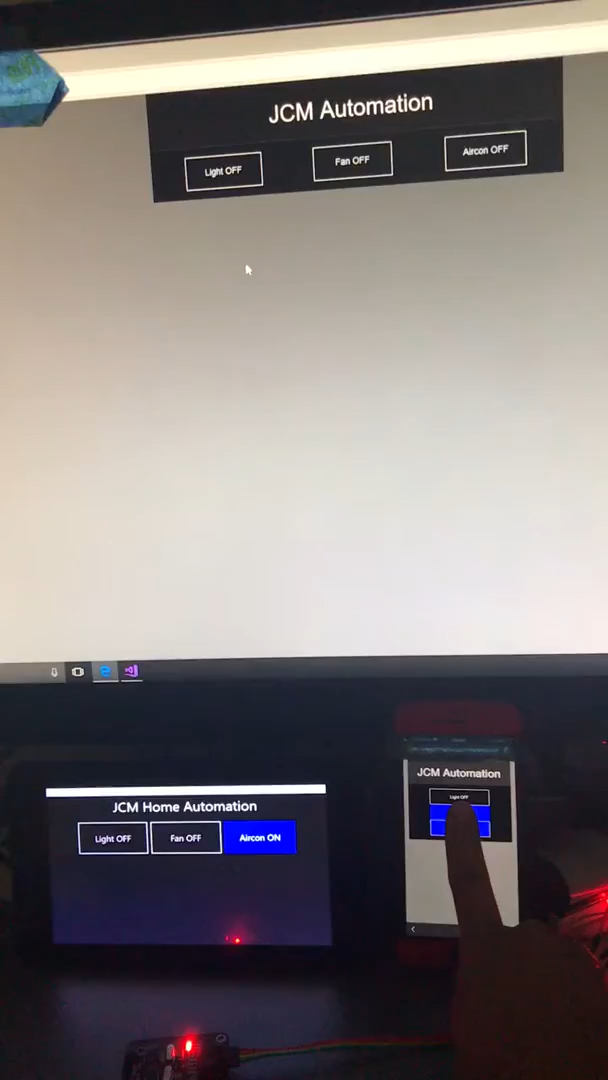 JCM Automation
Light OFF
Fan OFF
Aircon OFF
JCM Home Automation
Light OFF
Fan OFF
Aircon ON
JCM Automation
Light OFF